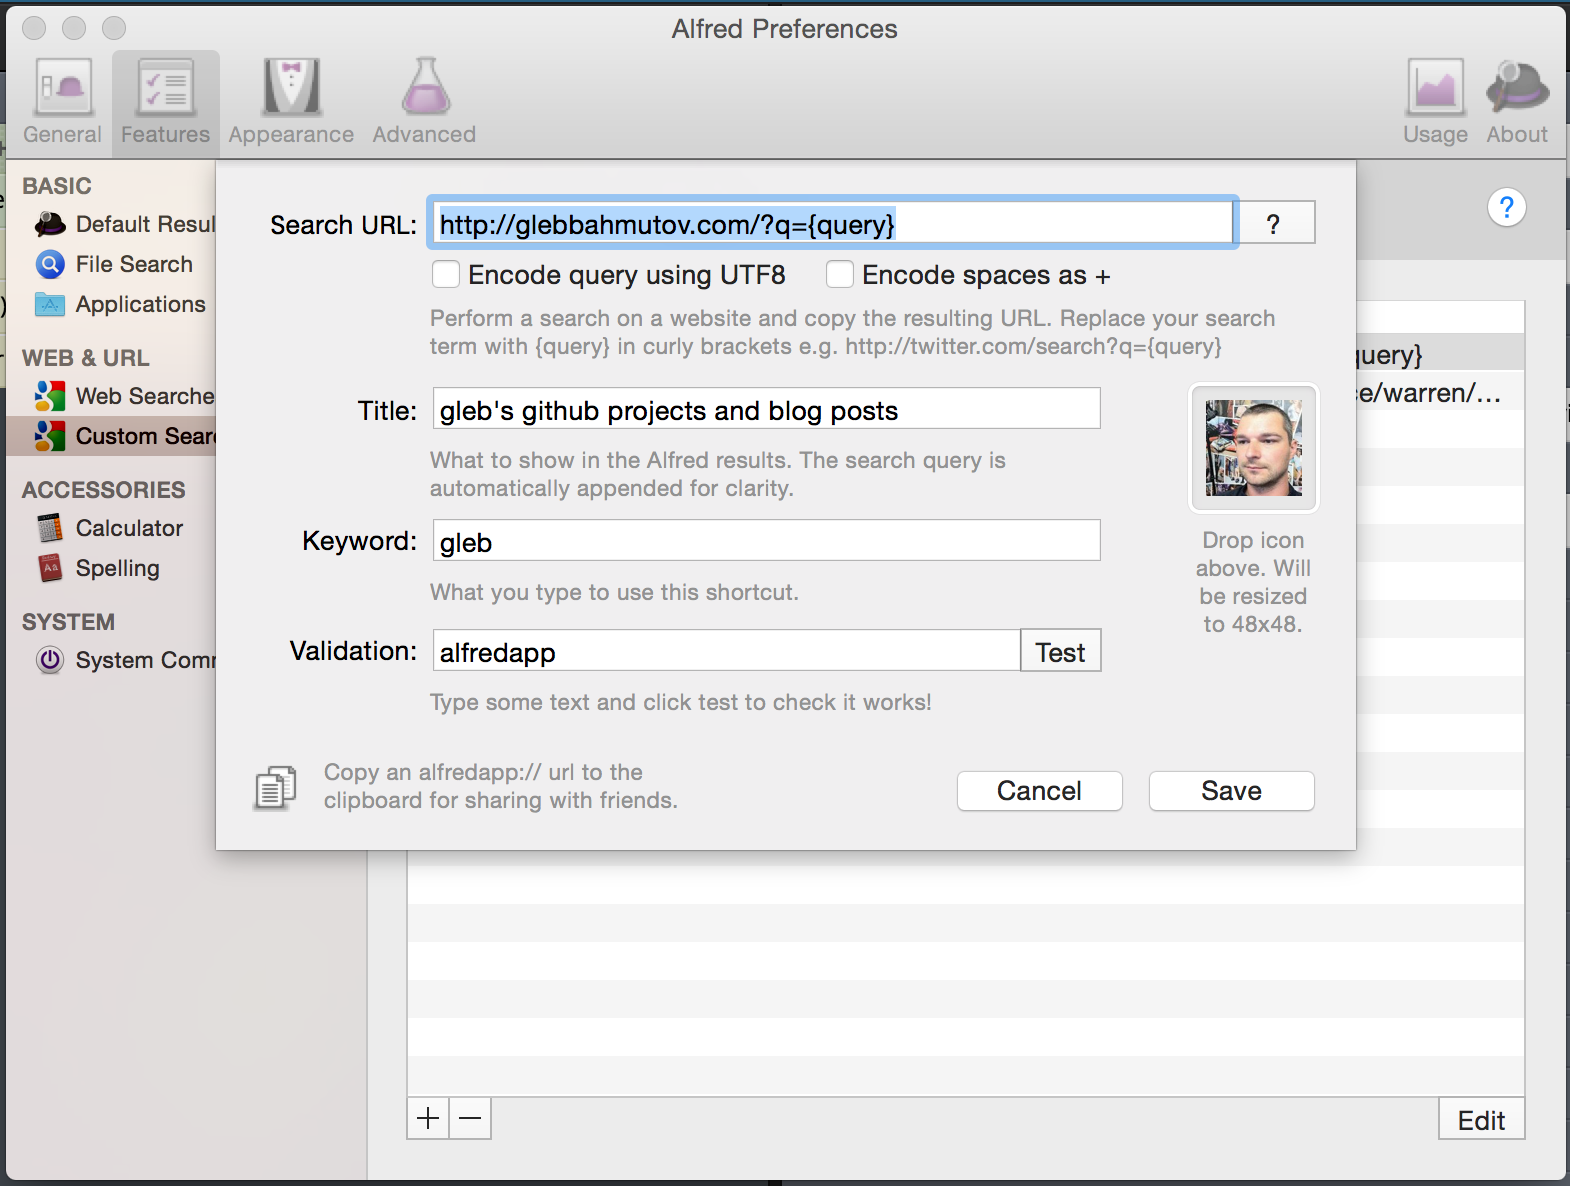 Alfred Preferences
General
Features
Appearance
Advanced
Usage
About
BASIC
Default Resul
File Search
Applications
WEB & URL
Web Searche
Custom Sear
ACCESSORIES
Calculator
Spelling
SYSTEM
System Com
Search URL:
http://glebbahmutov.com/?q={query}
?
?
Encode query using UTF8
Encode spaces as +
Perform a search on a website and copy the resulting URL. Replace your search
term with {query} in curly brackets e.g. http://twitter.com/search?q={query}
query}
e/warren/...
Title:
gleb's github projects and blog posts
What to show in the Alfred results. The search query is
automatically appended for clarity.
Keyword:
gleb
What you type to use this shortcut.
Drop icon
above. Will
be resized
to 48x48.
Validation:
alfredapp
Test
Type some text and click test to check it works!
Copy an alfredapp:// url to the
clipboard for sharing with friends.
Cancel
Save
Edit